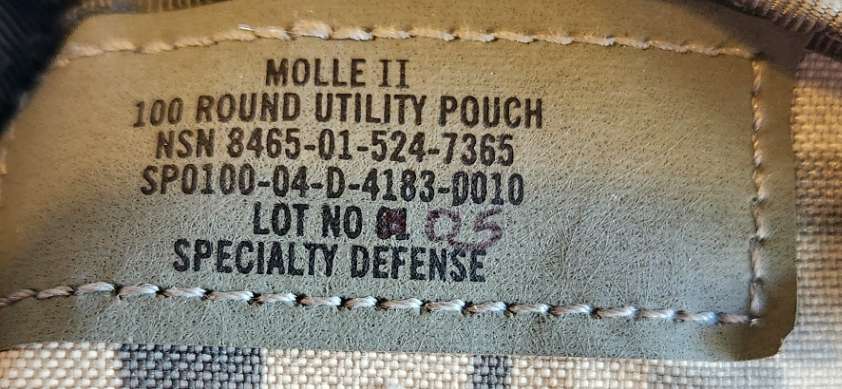 MOLLE II
100 ROUND UTILITY POUCH
NSN 8465-01-524-7365
SP0100-04-D-4183-0010
LOT NO 05
SPECIALTY DEFENSE